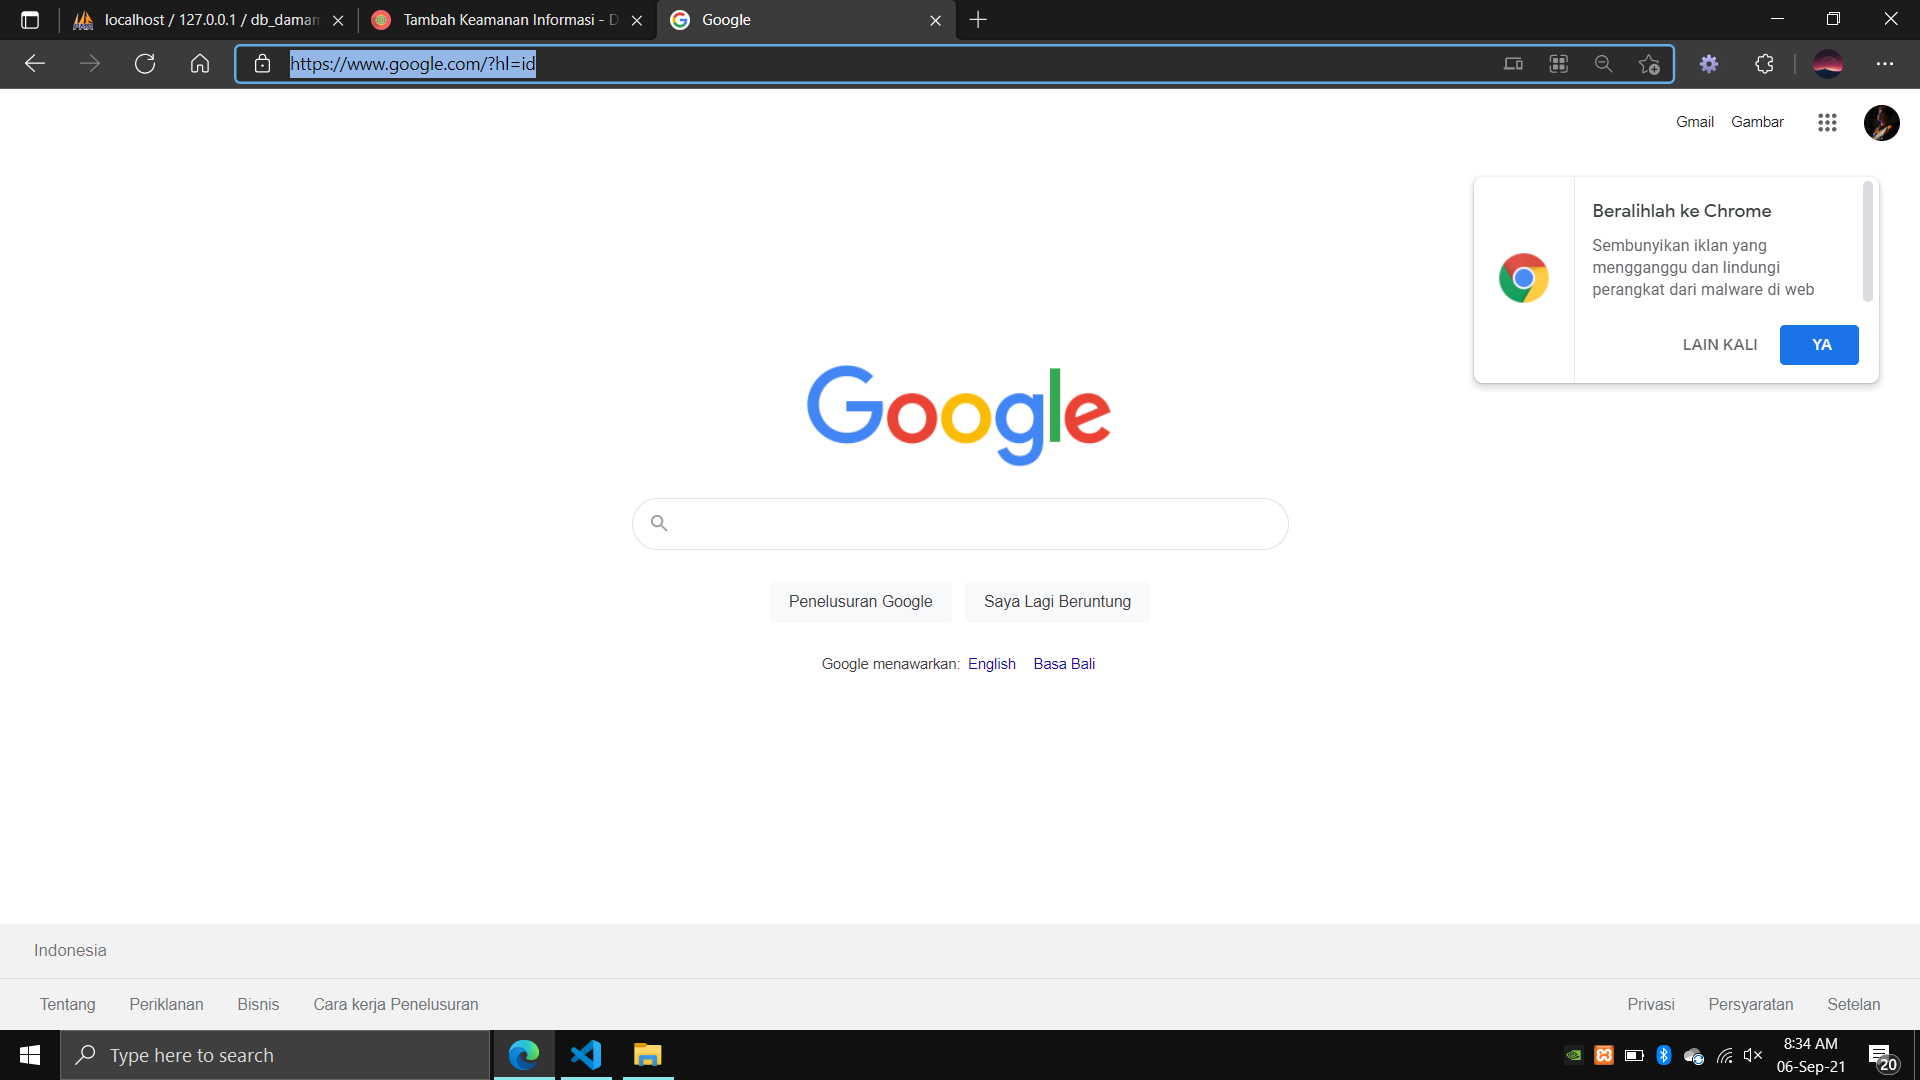 localhost / 127.0.0.1 / db_damam
Tambah Keamanan Informasi - D
Google
https://www.google.com/?hl=id
Gmail Gambar
Beralihlah ke Chrome
Sembunyikan iklan yang
mengganggu dan lindungi
perangkat dari malware di web
LAIN KALI YA
Google
Penelusuran Google Saya Lagi Beruntung
Google menawarkan: English Basa Bali
Indonesia
Tentang Periklanan Bisnis Cara kerja Penelusuran Privasi Persyaratan Setelan
Type here to search
8:34 AM
06-Sep-21
20